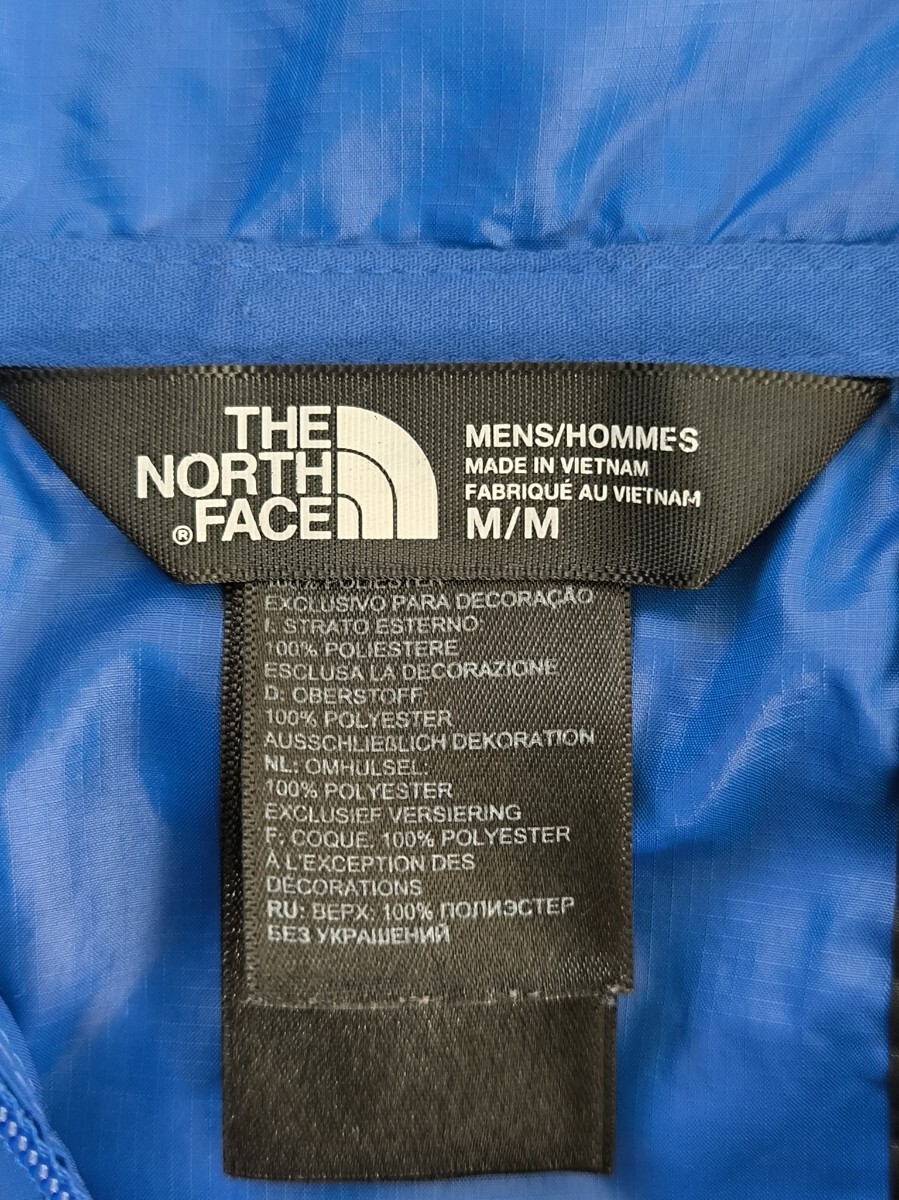 THE
NORTH
®FACE
MENS/HOMMES
MADE IN VIETNAM
FABRIQUÉ AU VIETNAM
M/M
EXCLUSIVO PARA DECORAÇÃO
I. STRATO ESTERNO
100% POLIESTERE
ESCLUSA LA DECORAZIONE
D: OBERSTOFF
100% POLYESTER
AUSSCHLIEßLICH DEKORATION
NL: OMHULSEL:
100% POLYESTER
EXCLUSIEF VERSIERING
F: COQUE. 100% POLYESTER
À L'EXCEPTION DES
DÉCORATIONS
RU: ВЕРХ: 100% ПОЛИЭСТЕР
БЕЗ УКРАШЕНИЙ